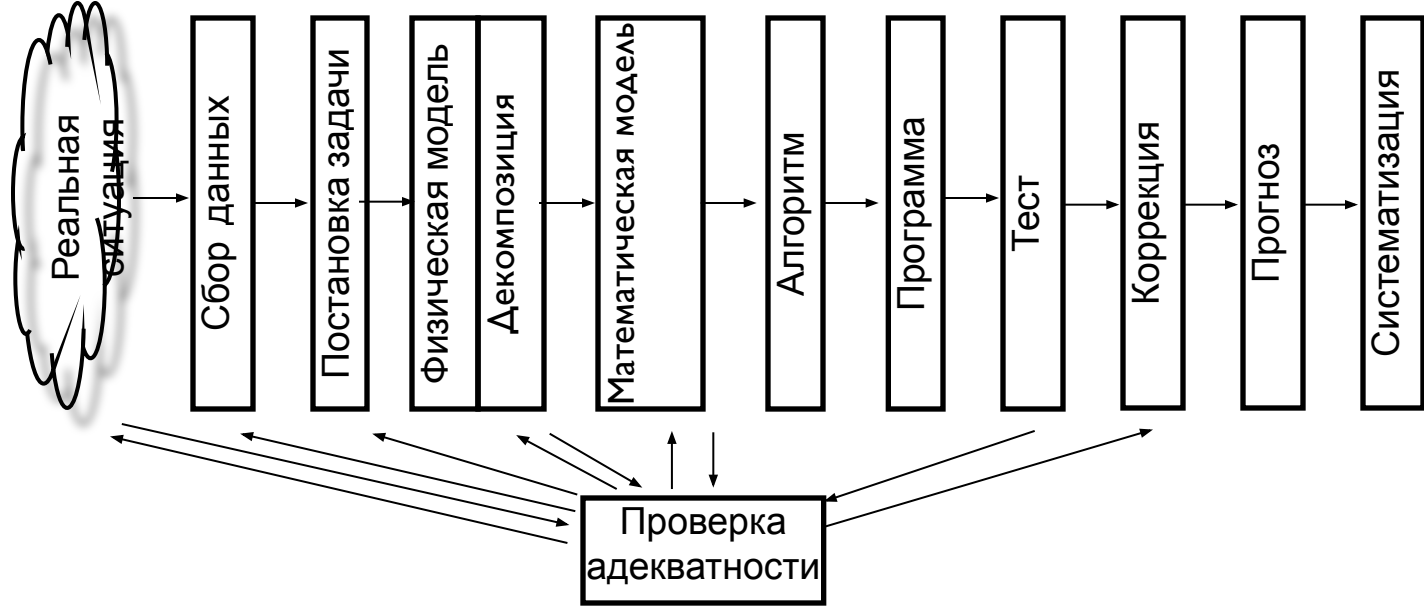 Реальная
ситуация
Сбор данных
Постановка задачи
Физическая модель
Декомпозиция
Математическая модель
Алгоритм
Программа
Тест
Коррекция
Прогноз
Систематизация
Проверка
адекватности